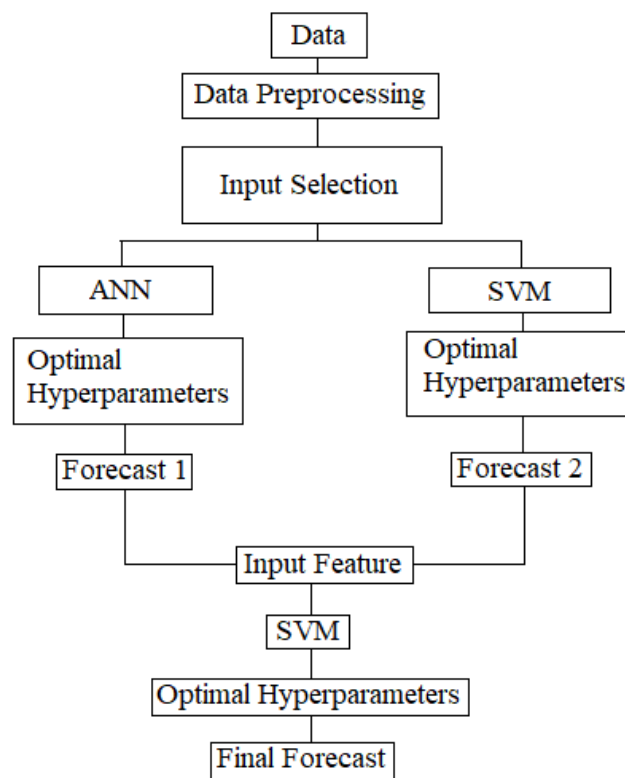 Data
Data Preprocessing
Input Selection
ANN
SVM
Optimal
Hyperparameters
Optimal
Hyperparameters
Forecast 1
Forecast 2
Input Feature
SVM
Optimal Hyperparameters
Final Forecast